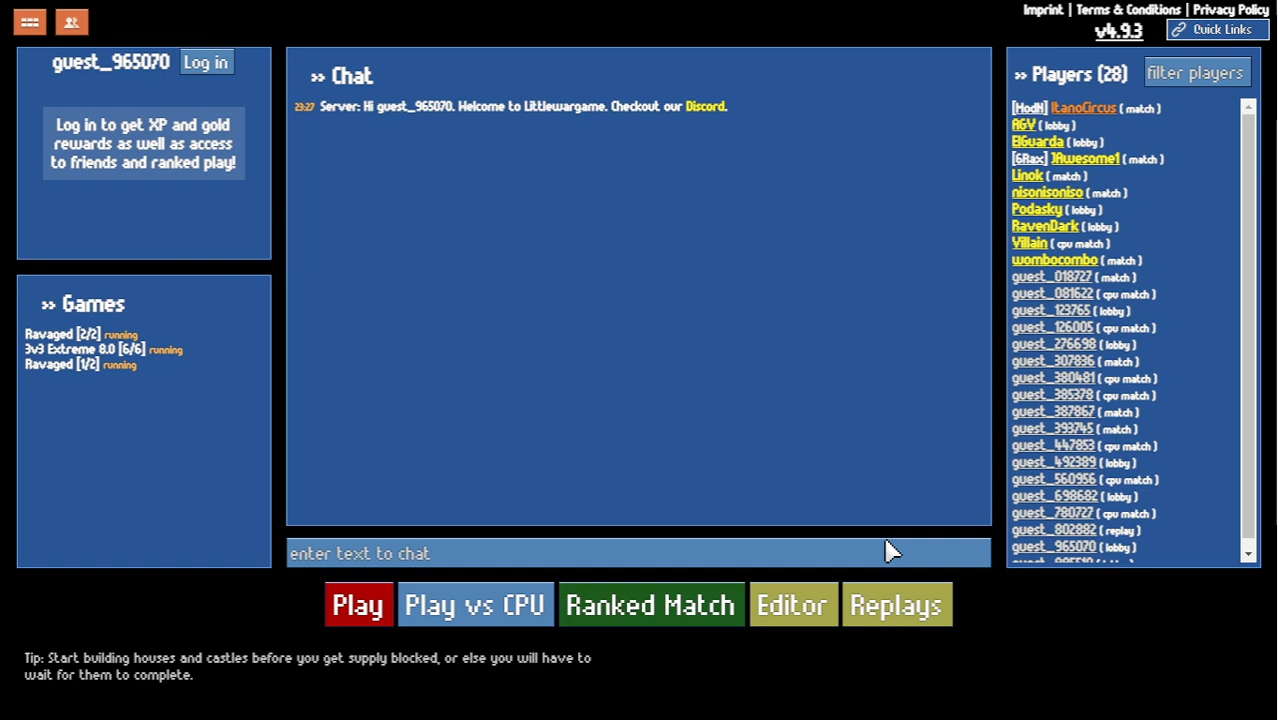 Imprint | Terms & Conditions | Privacy Policy
v4.9.3
Quick Links
guest_965070 Log in
Log in to get XP and gold
rewards as well as access
to friends and ranked play!
>> Games
Ravaged [2/2] running
3v3 Extreme 8.0 [6/6] running
Ravaged [1/2] running
>> Chat
23:27 Server: Hi guest_965070. Welcome to Littlewargame. Checkout our Discord.
enter text to chat
>> Players (28) filter players
[HodH] ItanoCircus ( match )
AGV ( lobby )
ElGuarda ( lobby )
[6Rax] JAwesome1 ( match )
Linok ( match )
nisonisoniso ( match )
Podasky ( lobby )
RavenDark ( lobby )
Villain ( cpu match )
wombocombo ( match )
guest_018727 ( match )
guest_081622 ( cpu match )
guest_123765 ( lobby )
guest_126005 ( cpu match )
guest_276698 ( lobby )
guest_307836 ( match )
guest_380481 ( cpu match )
guest_385378 ( cpu match )
guest_387867 ( match )
guest_393745 ( match )
guest_447853 ( cpu match )
guest_492389 ( lobby )
guest_560956 ( cpu match )
guest_698682 ( lobby )
guest_780727 ( cpu match )
guest_802882 ( replay )
guest_965070 ( lobby )
Play
Play vs CPU
Ranked Match
Editor
Replays
Tip: Start building houses and castles before you get supply blocked, or else you will have to
wait for them to complete.